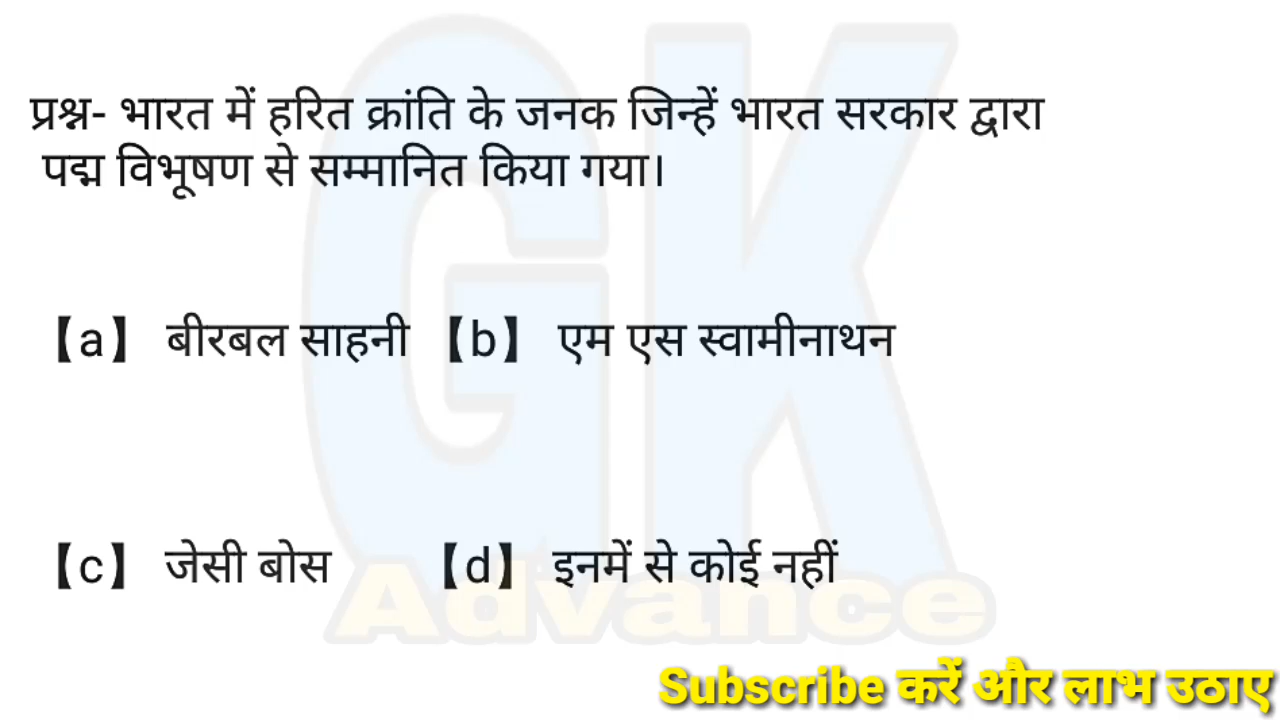 प्रश्न- भारत में हरित क्रांति के जनक जिन्हें भारत सरकार द्वारा
पद्म विभूषण से सम्मानित किया गया।
【a】 बीरबल साहनी 【b】 एम एस स्वामीनाथन
【c】 जेसी बोस 【d】 इनमें से कोई नहीं
GK
Advance
Subscribe करें और लाभ उठाए